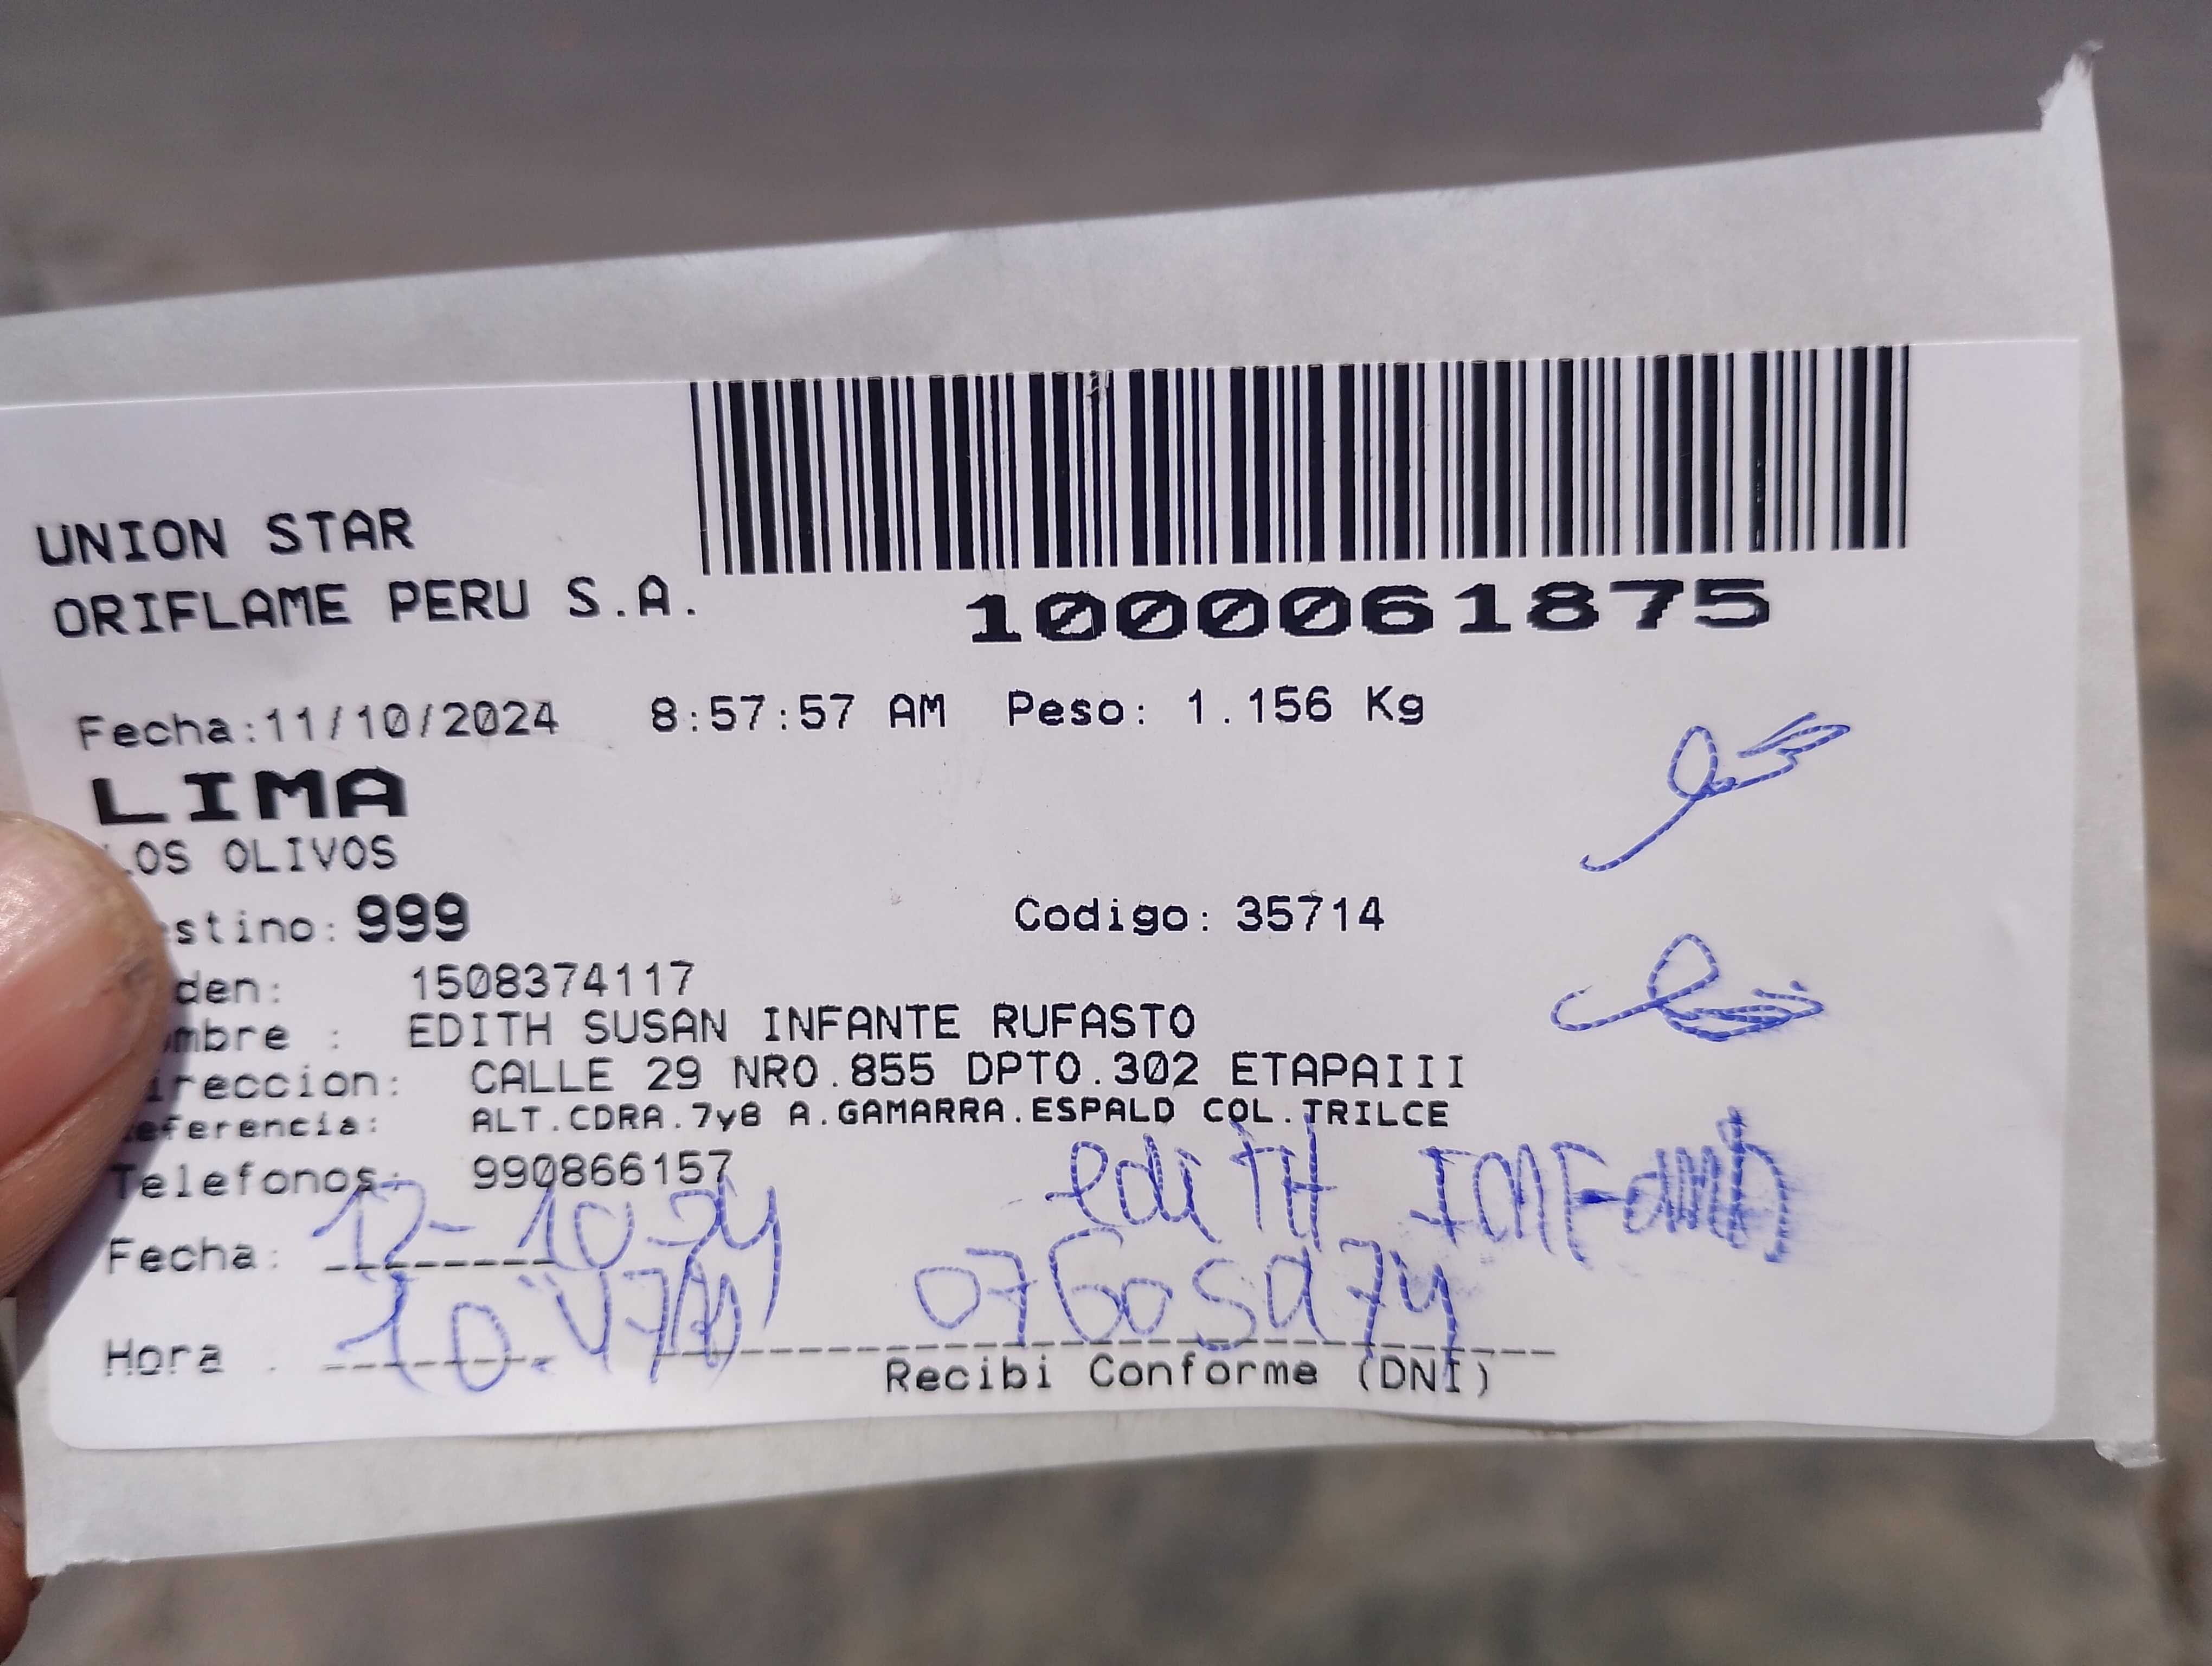 UNION STAR
ORIFLAME PERU S.A.
1000061875
Fecha:11/10/2024 8:57:57 AM Peso: 1.156 Kg
LIMA
LOS OLIVOS
estino: 999 Codigo: 35714
den: 1508374117
mbre : EDITH SUSAN INFANTE RUFASTO
ireccion: CALLE 29 NRO.855 DPTO.302 ETAPAIII
eferencia: ALT.CDRA.7y8 A.GAMARRA.ESPALD COL.TRILCE
Telefonos: 990866157
editH
Fecha: 12-10-24
Hora : 10:47
Recibi Conforme (DNI)